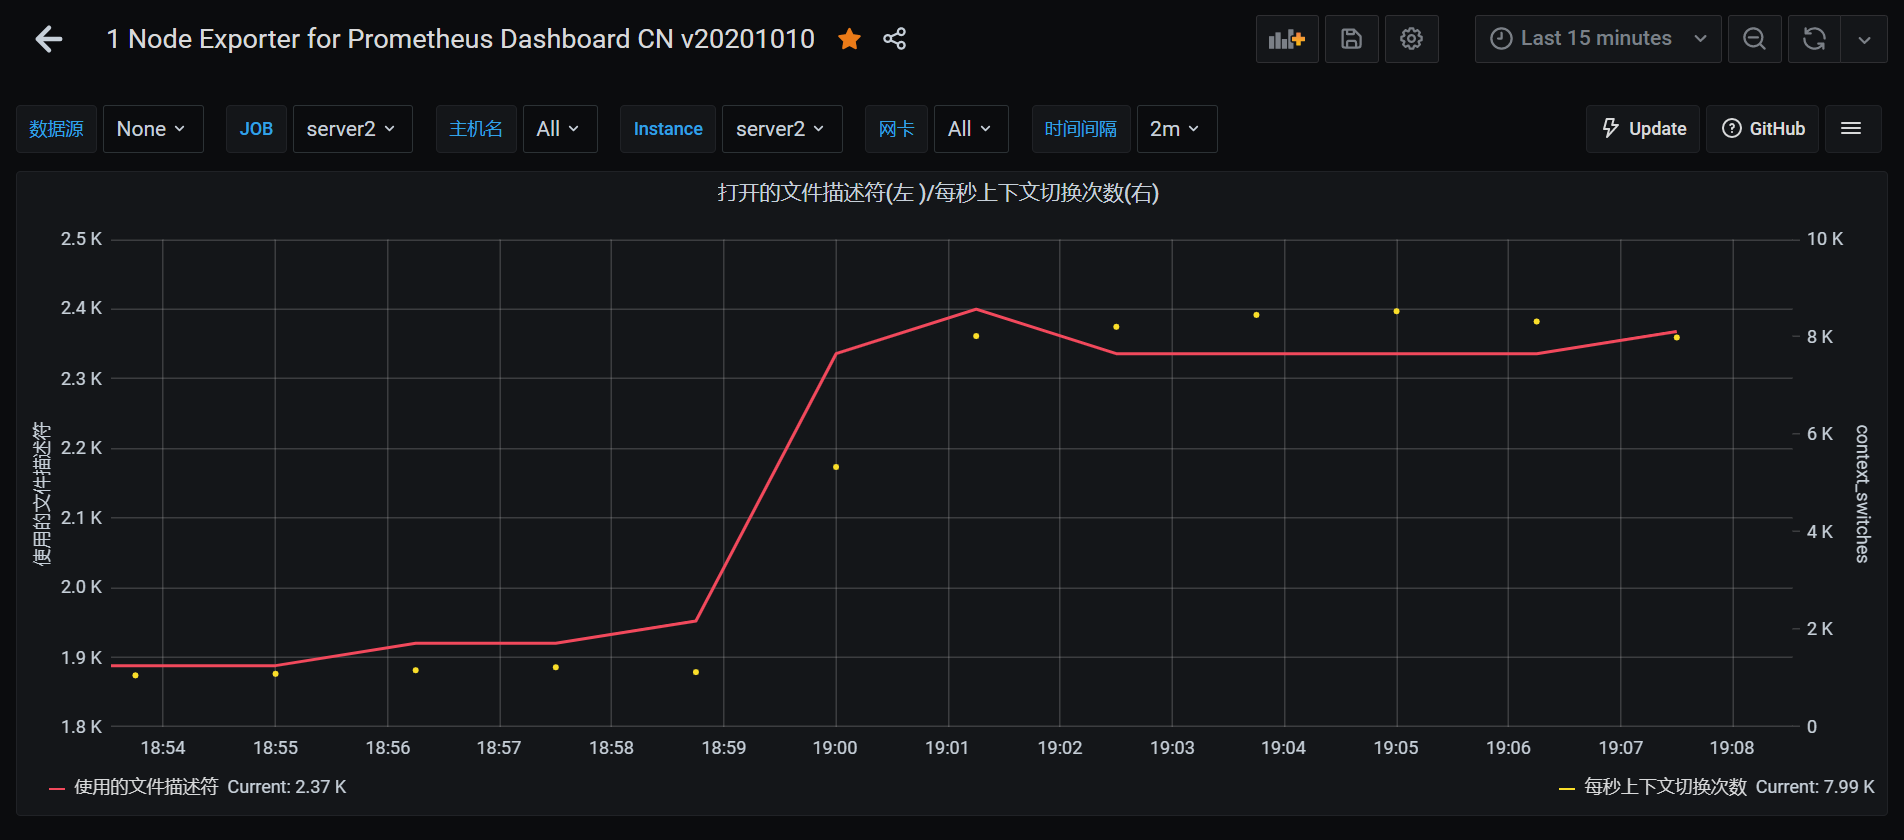 1 Node Exporter for Prometheus Dashboard CN v20201010
Last 15 minutes
数据源 None JOB server2 主机名 All Instance server2 网卡 All 时间间隔 2m Update GitHub
打开的文件描述符(左 )/每秒上下文切换次数(右)
2.5 K
2.4 K
2.3 K
2.2 K
2.1 K
2.0 K
1.9 K
1.8 K
使用的文件描述符
10 K
8 K
6 K
4 K
2 K
0
context_switches
18:54 18:55 18:56 18:57 18:58 18:59 19:00 19:01 19:02 19:03 19:04 19:05 19:06 19:07 19:08
使用的文件描述符 Current: 2.37 K
每秒上下文切换次数 Current: 7.99 K